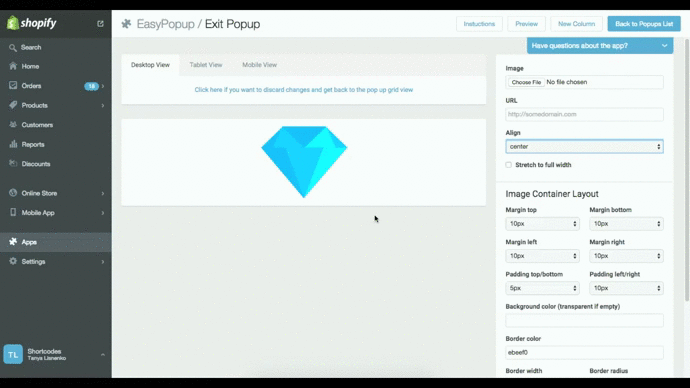 shopify
EasyPopup / Exit Popup
Instuctions
Preview
New Column
Back to Popups List
Have questions about the app?
Search
Home
Orders
18
Products
Customers
Reports
Discounts
Online Store
Mobile App
Apps
Settings
TL
Shortcodes
Tanya Lisnenko
Desktop View
Tablet View
Mobile View
Click here if you want to discard changes and get back to the pop up grid view
Image
Choose File No file chosen
URL
http://somedomain.com
Align
center
Stretch to full width
Image Container Layout
Margin top
Margin bottom
10px
10px
Margin left
Margin right
10px
10px
Padding top/bottom
Padding left/right
5px
10px
Background color (transparent if empty)
Border color
ebeef0
Border width
Border radius